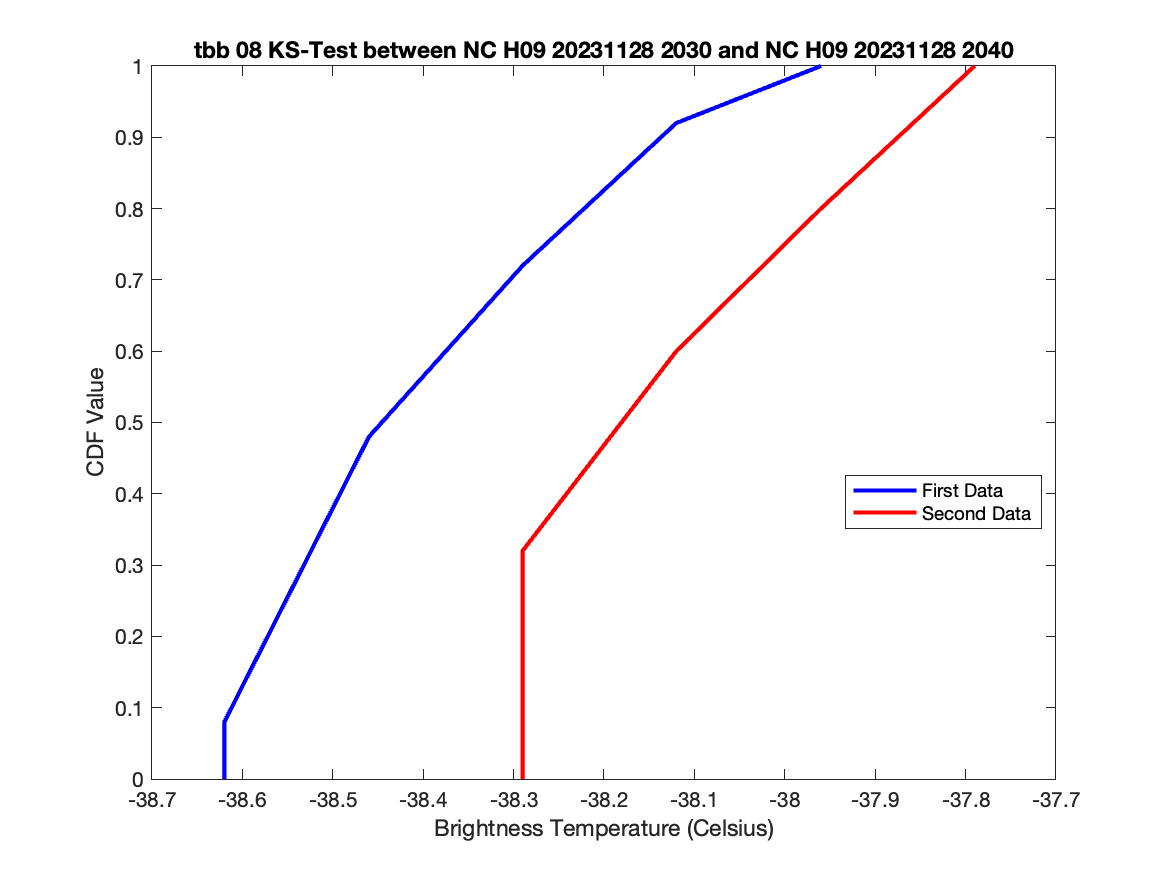 tbb 08 KS-Test between NC H09 20231128 2030 and NC H09 20231128 2040
1
0.9
0.8
0.7
0.6
0.5
0.4
0.3
0.2
0.1
0
CDF Value
First Data
Second Data
-38.7 -38.6 -38.5 -38.4 -38.3 -38.2 -38.1 -38 -37.9 -37.8 -37.7
Brightness Temperature (Celsius)